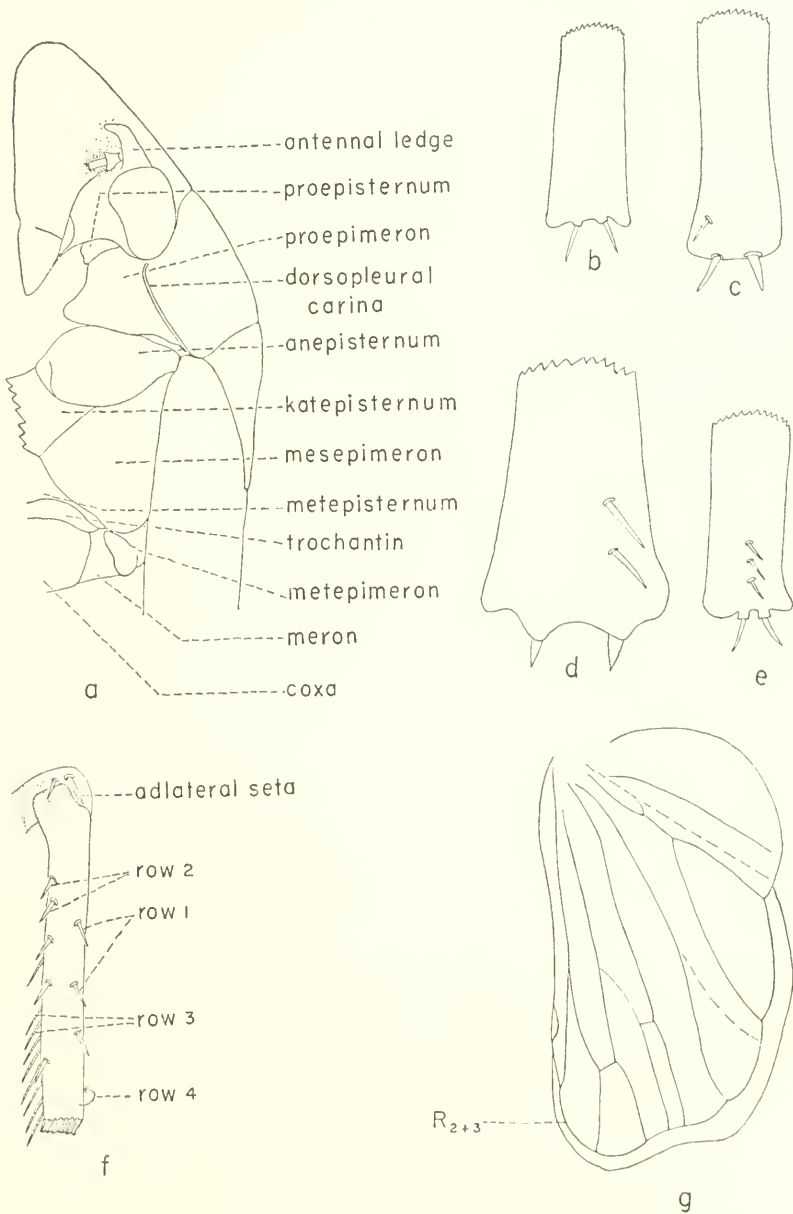 antennal ledge
proepisternum
proepimeron
dorsopleural
carina
anepisternum
katepisternum
mesepimeron
metepisternum
trochantin
metepimeron
meron
coxa
a
b
c
d
e
adlateral seta
row 2
row 1
row 3
row 4
f
R2+3
g